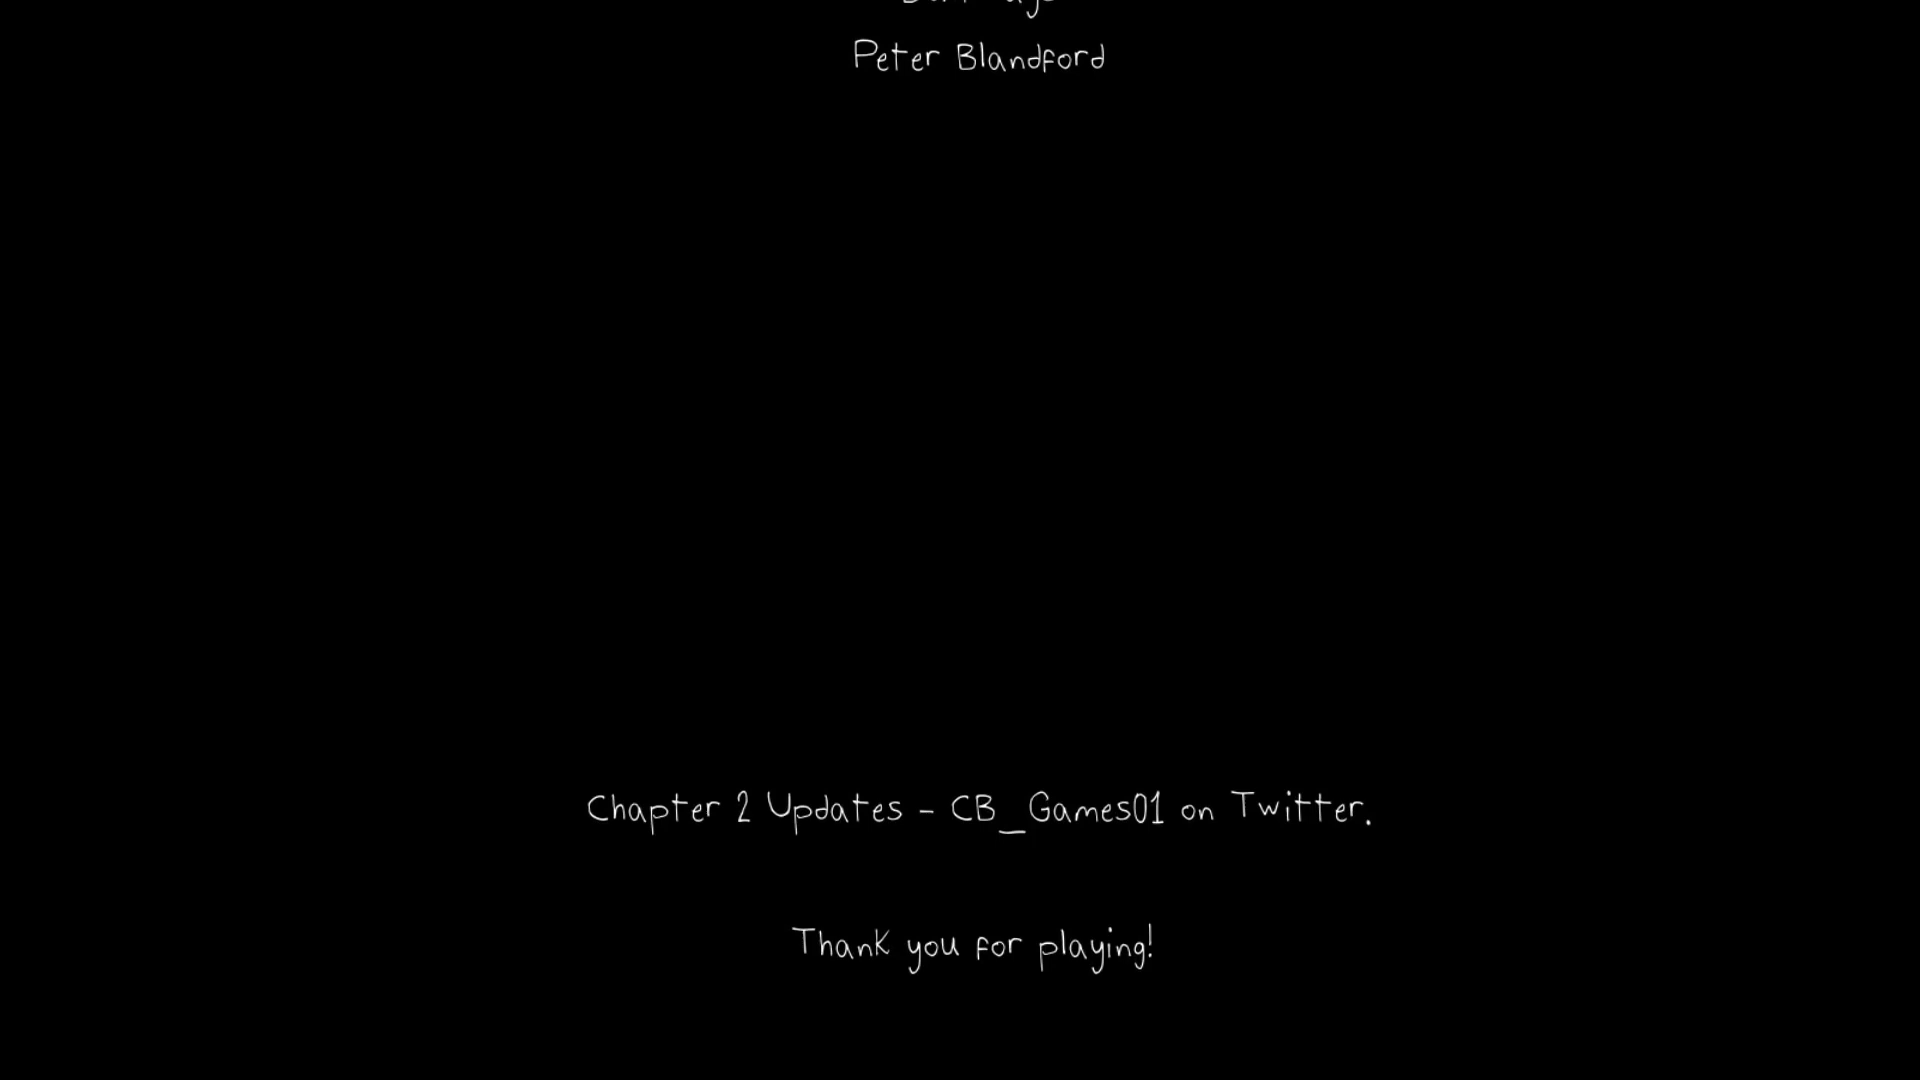 Peter Blandford
Chapter 2 Updates - CB_Games01 on Twitter.
Thank you for playing!